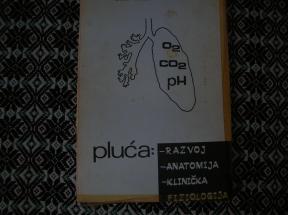 O2
CO2
pH
pluća:
-RAZVOJ
-ANATOMIJA
-KLINIČKA
FIZIOLOGIJA